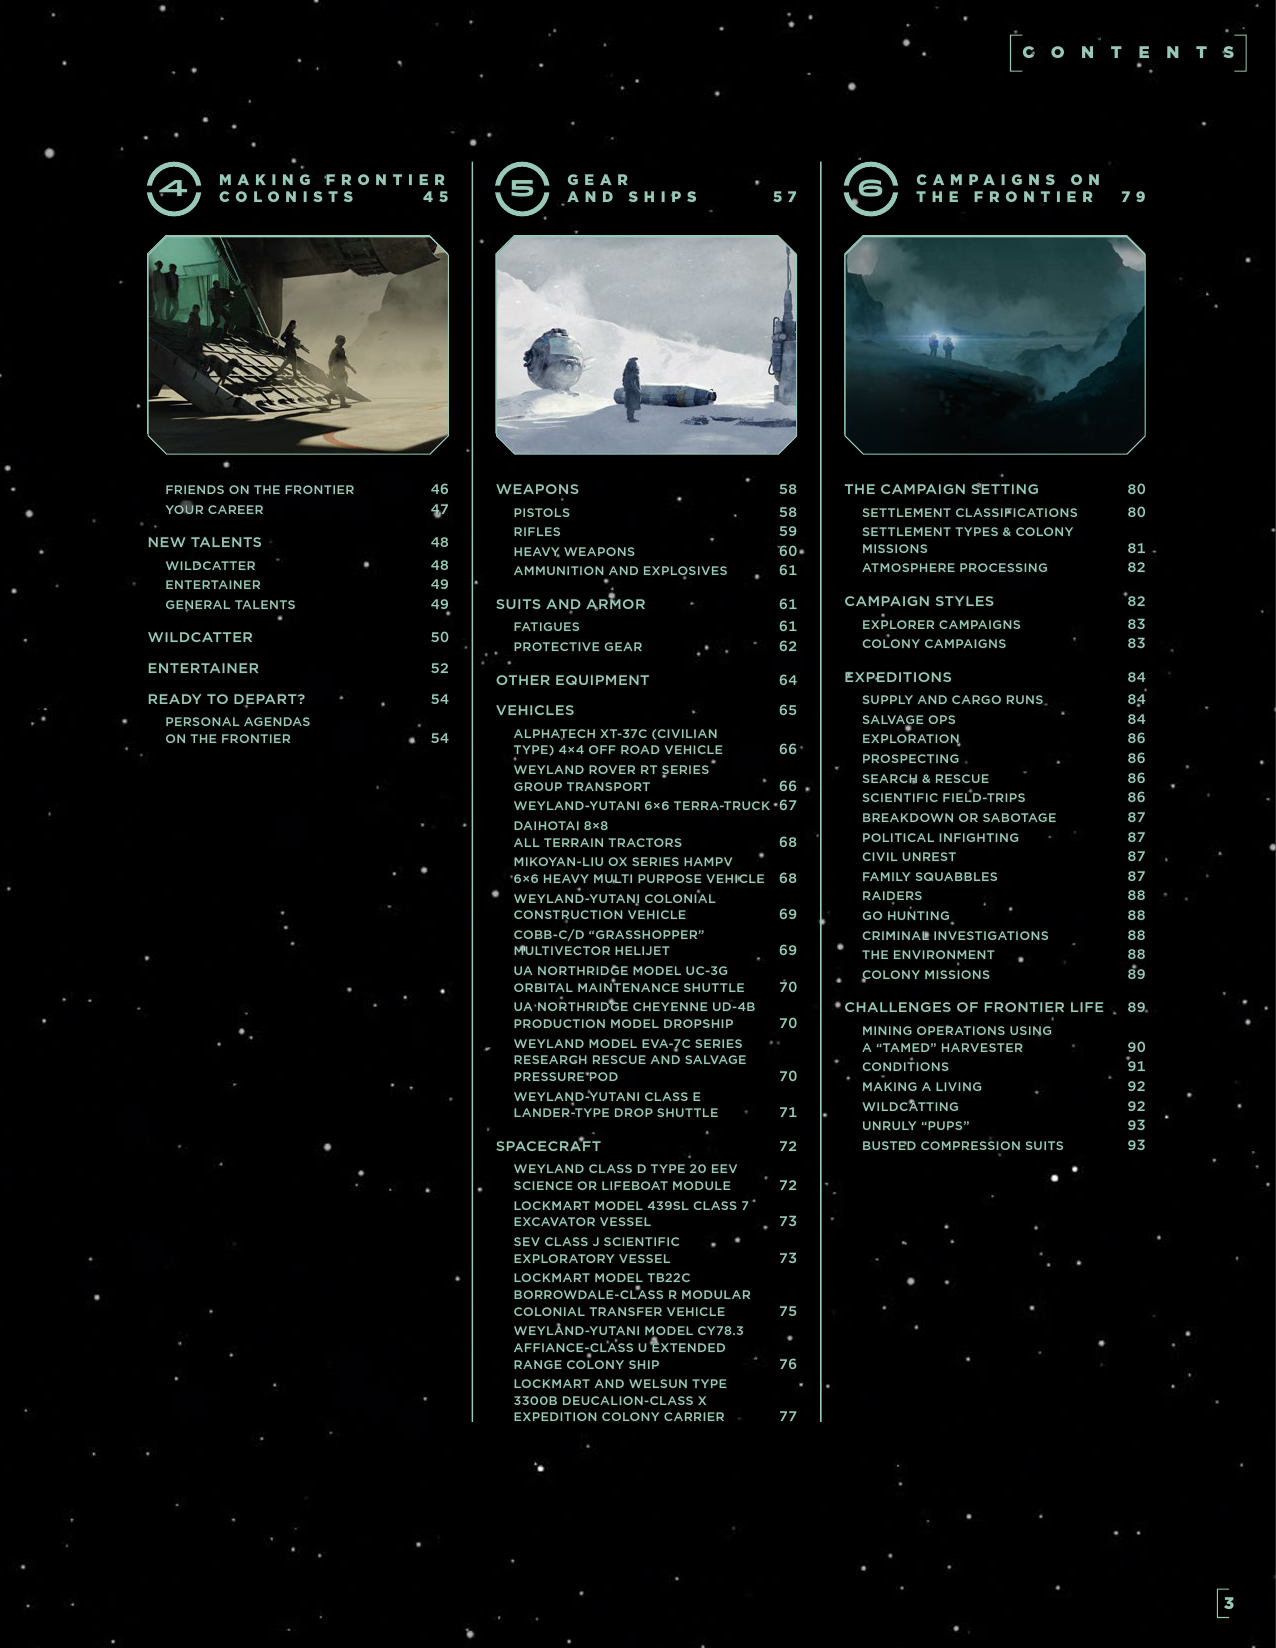 CONTENTS
4
MAKING FRONTIER
COLONISTS 45
FRIENDS ON THE FRONTIER 46
YOUR CAREER 47
NEW TALENTS 48
WILDCATTER 48
ENTERTAINER 49
GENERAL TALENTS 49
WILDCATTER 50
ENTERTAINER 52
READY TO DEPART? 54
PERSONAL AGENDAS
ON THE FRONTIER 54
5
GEAR
AND SHIPS 57
WEAPONS 58
PISTOLS 58
RIFLES 59
HEAVY WEAPONS 60
AMMUNITION AND EXPLOSIVES 61
SUITS AND ARMOR 61
FATIGUES 61
PROTECTIVE GEAR 62
OTHER EQUIPMENT 64
VEHICLES 65
ALPHATECH XT-37C (CIVILIAN
TYPE) 4×4 OFF ROAD VEHICLE 66
WEYLAND ROVER RT SERIES
GROUP TRANSPORT 66
WEYLAND-YUTANI 6×6 TERRA-TRUCK 67
DAIHOTAI 8×8
ALL TERRAIN TRACTORS 68
MIKOYAN-LIU OX SERIES HAMPV
6×6 HEAVY MULTI PURPOSE VEHICLE 68
WEYLAND-YUTANI COLONIAL
CONSTRUCTION VEHICLE 69
COBB-C/D “GRASSHOPPER”
MULTIVECTOR HELIJET 69
UA NORTHRIDGE MODEL UC-3G
ORBITAL MAINTENANCE SHUTTLE 70
UA NORTHRIDGE CHEYENNE UD-4B
PRODUCTION MODEL DROPSHIP 70
WEYLAND MODEL EVA-7C SERIES
RESEARGH RESCUE AND SALVAGE
PRESSURE POD 70
WEYLAND-YUTANI CLASS E
LANDER-TYPE DROP SHUTTLE 71
SPACECRAFT 72
WEYLAND CLASS D TYPE 20 EEV
SCIENCE OR LIFEBOAT MODULE 72
LOCKMART MODEL 439SL CLASS 7
EXCAVATOR VESSEL 73
SEV CLASS J SCIENTIFIC
EXPLORATORY VESSEL 73
LOCKMART MODEL TB22C
BORROWDALE-CLASS R MODULAR
COLONIAL TRANSFER VEHICLE 75
WEYLAND-YUTANI MODEL CY78.3
AFFIANCE-CLASS U EXTENDED
RANGE COLONY SHIP 76
LOCKMART AND WELSUN TYPE
3300B DEUCALION-CLASS X
EXPEDITION COLONY CARRIER 77
6
CAMPAIGNS ON
THE FRONTIER 79
THE CAMPAIGN SETTING 80
SETTLEMENT CLASSIFICATIONS 80
SETTLEMENT TYPES & COLONY
MISSIONS 81
ATMOSPHERE PROCESSING 82
CAMPAIGN STYLES 82
EXPLORER CAMPAIGNS 83
COLONY CAMPAIGNS 83
EXPEDITIONS 84
SUPPLY AND CARGO RUNS 84
SALVAGE OPS 84
EXPLORATION 86
PROSPECTING 86
SEARCH & RESCUE 86
SCIENTIFIC FIELD-TRIPS 86
BREAKDOWN OR SABOTAGE 87
POLITICAL INFIGHTING 87
CIVIL UNREST 87
FAMILY SQUABBLES 87
RAIDERS 88
GO HUNTING 88
CRIMINAL INVESTIGATIONS 88
THE ENVIRONMENT 88
COLONY MISSIONS 89
CHALLENGES OF FRONTIER LIFE 89
MINING OPERATIONS USING
A “TAMED” HARVESTER 90
CONDITIONS 91
MAKING A LIVING 92
WILDCATTING 92
UNRULY “PUPS” 93
BUSTED COMPRESSION SUITS 93
3